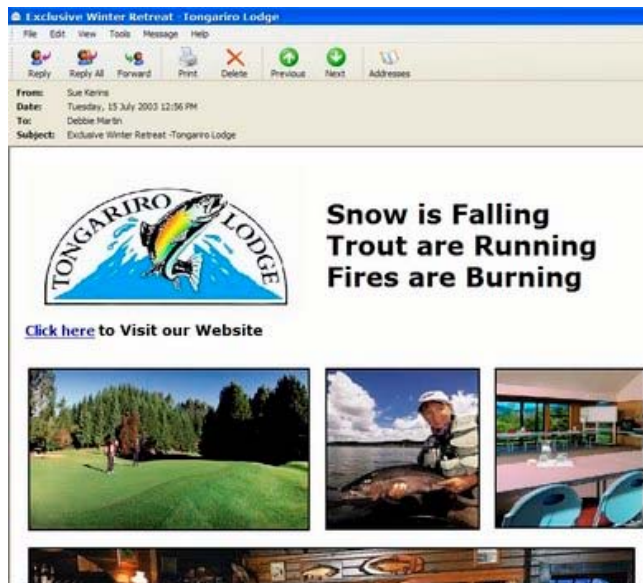 Exclusive Winter Retreat -Tongariro Lodge
File Edit View Tools Message Help
Reply Reply All Forward Print Delete Previous Next Addresses
From: Sue Kerins
Date: Tuesday, 15 July 2003 12:56 PM
To: Debbie Martin
Subject: Exclusive Winter Retreat -Tongariro Lodge
TONGARIRO LODGE
Snow is Falling
Trout are Running
Fires are Burning
Click here to Visit our Website